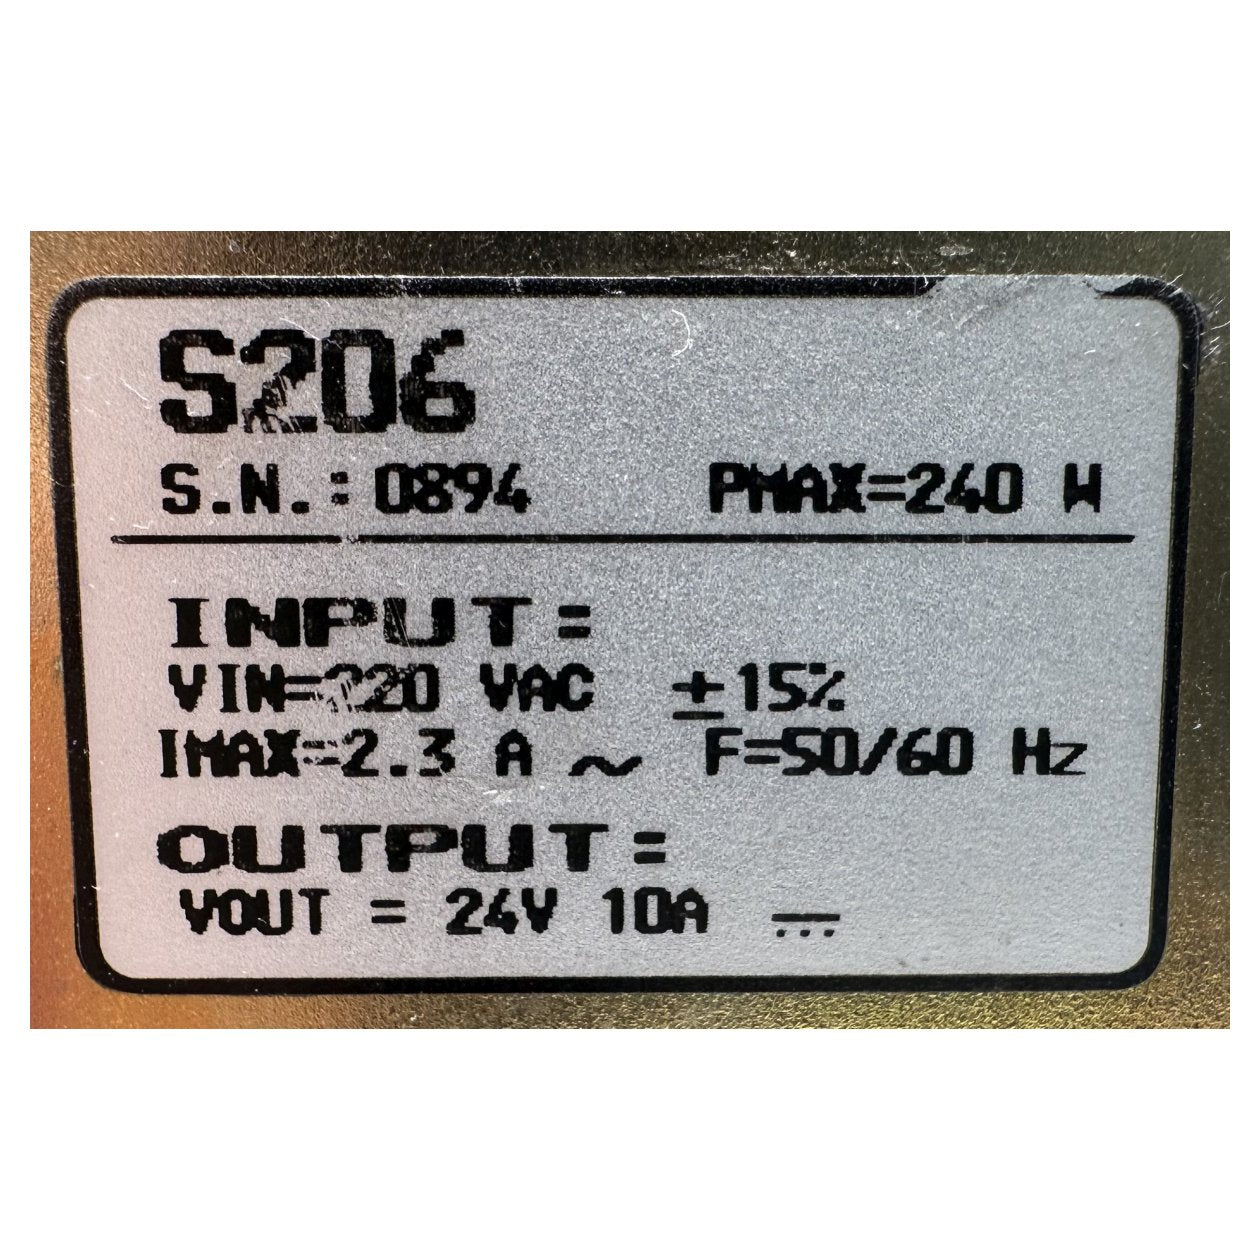 S206
S.N.: 0894 PMAX=240 W
INPUT=
VIN=220 VAC ±15%
IMAX=2.3 A ~ F=50/60 Hz
OUTPUT=
VOUT = 24V 10A ⎓